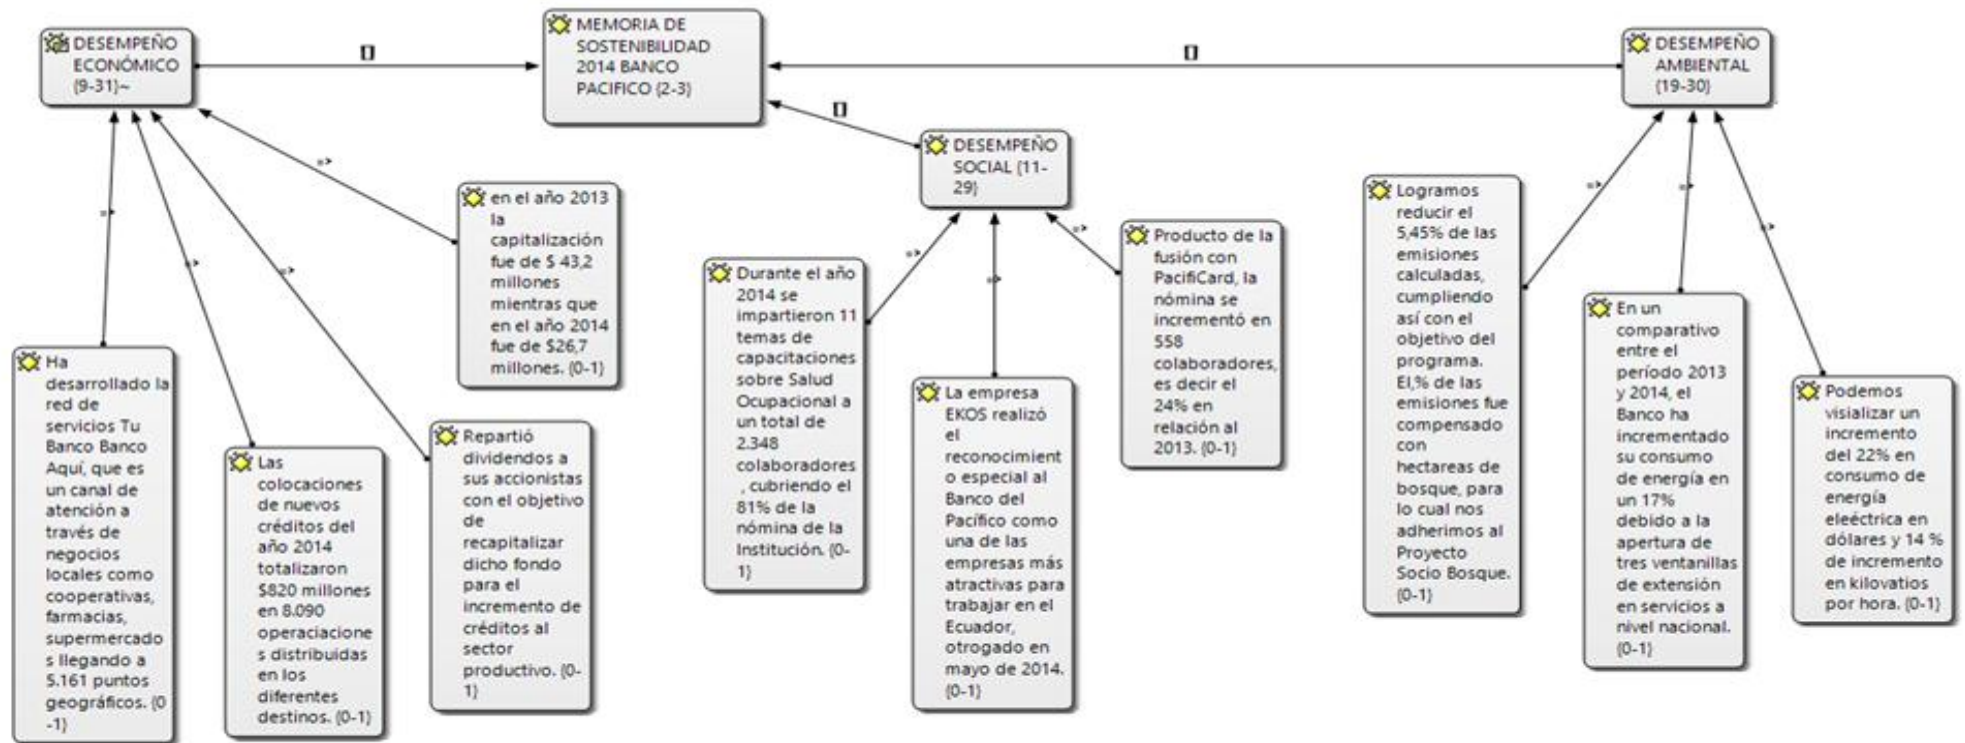 DESEMPEÑO
ECONÓMICO
{9-31}~
[]
MEMORIA DE
SOSTENIBILIDAD
2014 BANCO
PACIFICO {2-3}
[]
DESEMPEÑO
AMBIENTAL
{19-30}
[]
DESEMPEÑO
SOCIAL {11-
29}
=>
=>
=>
=>
=>
=>
=>
=>
=>
=>
Ha
desarrollado la
red de
servicios Tu
Banco Banco
Aquí, que es
un canal de
atención a
través de
negocios
locales como
cooperativas,
farmacias,
supermercado
s llegando a
5.161 puntos
geográficos. {0
-1}
Las
colocaciones
de nuevos
créditos del
año 2014
totalizaron
$820 millones
en 8.090
operaciacione
s distribuidas
en los
diferentes
destinos. {0-1}
Repartió
dividendos a
sus accionistas
con el objetivo
de
recapitalizar
dicho fondo
para el
incremento de
créditos al
sector
productivo. {0-
1}
en el año 2013
la
capitalización
fue de $ 43,2
millones
mientras que
en el año 2014
fue de $26,7
millones. {0-1}
Durante el año
2014 se
impartieron 11
temas de
capacitaciones
sobre Salud
Ocupacional a
un total de
2.348
colaboradores
, cubriendo el
81% de la
nómina de la
Institución. {0-
1}
La empresa
EKOS realizó
el
reconocimient
o especial al
Banco del
Pacífico como
una de las
empresas más
atractivas para
trabajar en el
Ecuador,
otrogado en
mayo de 2014.
{0-1}
Producto de la
fusión con
PacifiCard, la
nómina se
incrementó en
558
colaboradores,
es decir el
24% en
relación al
2013. {0-1}
Logramos
reducir el
5,45% de las
emisiones
calculadas,
cumpliendo
así con el
objetivo del
programa.
El,% de las
emisiones fue
compensado
con
hectareas de
bosque, para
lo cual nos
adherimos al
Proyecto
Socio Bosque.
{0-1}
En un
comparativo
entre el
período 2013
y 2014, el
Banco ha
incrementado
su consumo
de energía en
un 17%
debido a la
apertura de
tres ventanillas
de extensión
en servicios a
nivel nacional.
{0-1}
Podemos
visializar un
incremento
del 22% en
consumo de
energía
eleéctrica en
dólares y 14 %
de incremento
en kilovatios
por hora. {0-1}